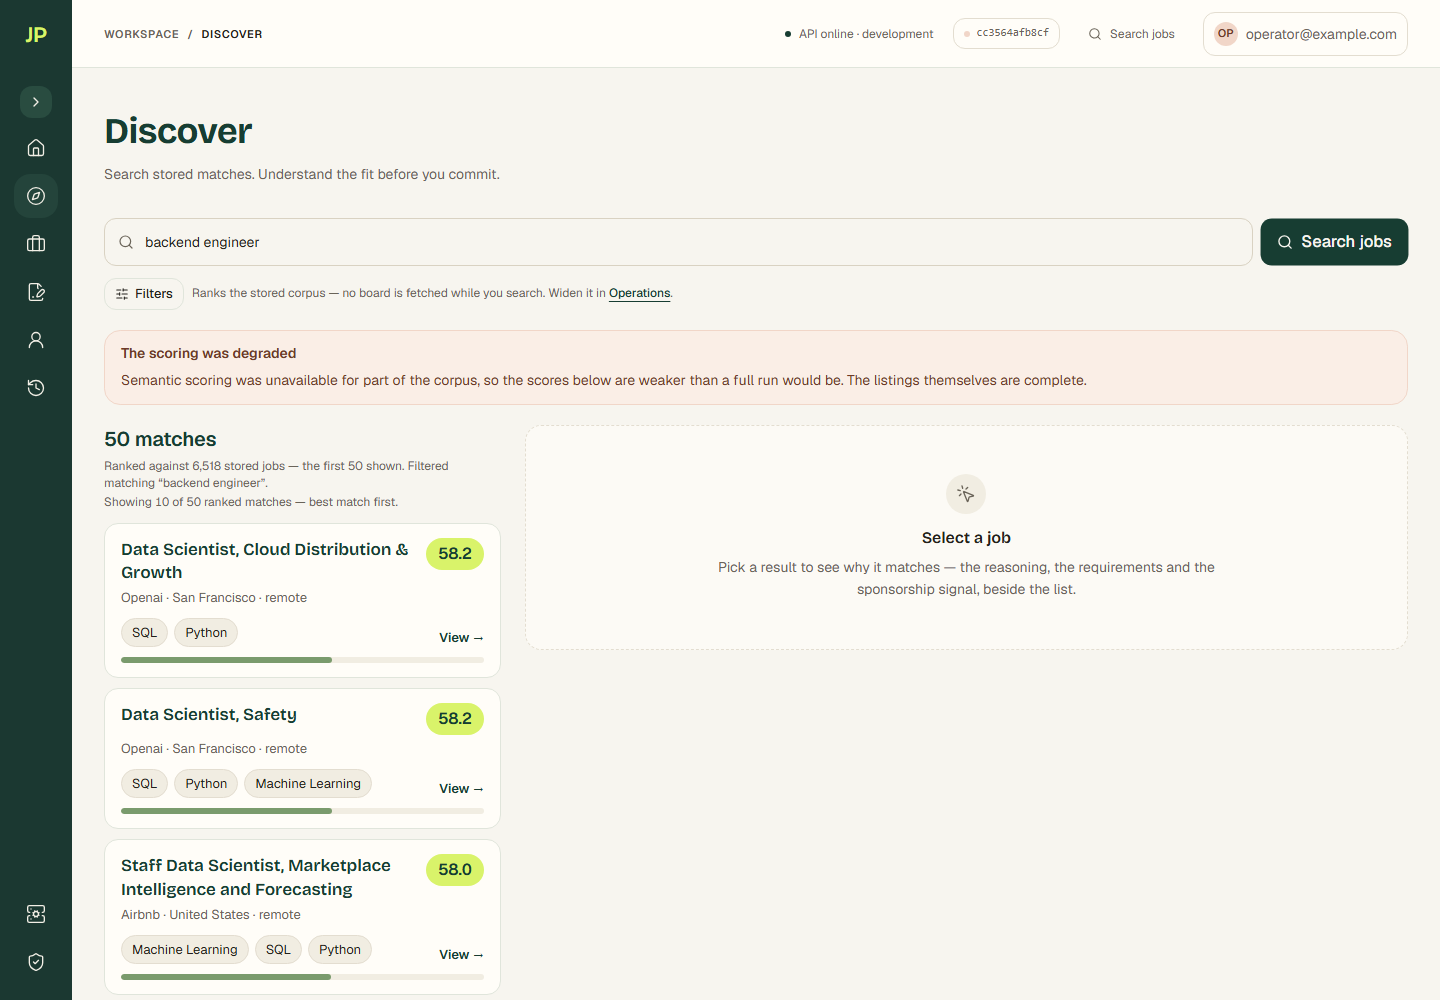 JP
WORKSPACE / DISCOVER
API online · development
cc3564afb8cf
Search jobs
OP
operator@example.com
Discover
Search stored matches. Understand the fit before you commit.
backend engineer
Search jobs
Filters
Ranks the stored corpus — no board is fetched while you search. Widen it in Operations.
The scoring was degraded
Semantic scoring was unavailable for part of the corpus, so the scores below are weaker than a full run would be. The listings themselves are complete.
50 matches
Ranked against 6,518 stored jobs — the first 50 shown. Filtered
matching “backend engineer”.
Showing 10 of 50 ranked matches — best match first.
Data Scientist, Cloud Distribution &
Growth
58.2
Openai · San Francisco · remote
SQL
Python
View →
Data Scientist, Safety
58.2
Openai · San Francisco · remote
SQL
Python
Machine Learning
View →
Staff Data Scientist, Marketplace
Intelligence and Forecasting
58.0
Airbnb · United States · remote
Machine Learning
SQL
Python
View →
Select a job
Pick a result to see why it matches — the reasoning, the requirements and the
sponsorship signal, beside the list.